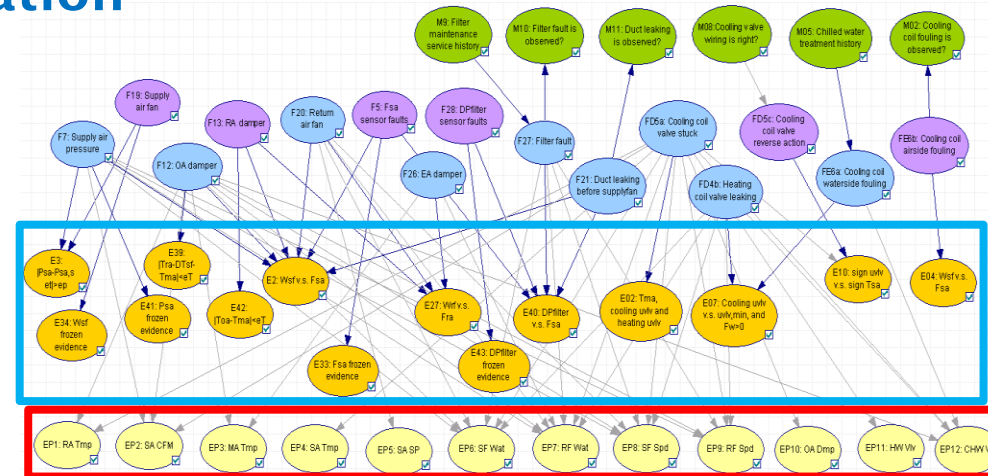 ation
M9: Filter
maintenance
service history
M10: Filter fault is
observed?
M11: Duct leaking
is observed?
M08:Cooling valve
wiring is right?
M05: Chilled water
treatment history
M02: Cooling
coil fouling is
observed?
F19: Supply
air fan
F7: Supply air
pressure
F13: RA damper
F12: OA damper
F20: Return
air fan
F5: Fsa
sensor faults
F28: DPfilter
sensor faults
F26: EA damper
F27: Filter fault
F21: Duct leaking
before supplyfan
FD5a: Cooling coil
valve stuck
FD4b: Heating
coil valve leaking
FD5c: Cooling
coil valve
reverse action
FE6a: Cooling coil
waterside fouling
FE6b: Cooling coil
airside fouling
E3:
|Psa-Psa,s
et|>ep
E34: Wsf
frozen
evidence
E41: Psa
frozen
evidence
E39:
|Tra-DTsf-
Tma|<eT
E42:
|Toa-Tma|<eT
E2: Wsf v.s. Fsa
E33: Fsa frozen
evidence
E27: Wrf v.s.
Fra
E43: DPfilter
frozen
evidence
E40: DPfilter
v.s. Fsa
E02: Tma,
cooling uvlv and
heating uvlv
E07: Cooling uvlv
v.s. uvlv,min, and
Fw>0
E10: sign uvlv
v.s. sign Tsa
E04: Wsf v.s.
Fsa
EP1: RA Tmp
EP2: SA CFM
EP3: MA Tmp
EP4: SA Tmp
EP5: SA SP
EP6: SF Wat
EP7: RF Wat
EP8: SF Spd
EP9: RF Spd
EP10: OA Dmp
EP11: HW Vlv
EP12: CHW V